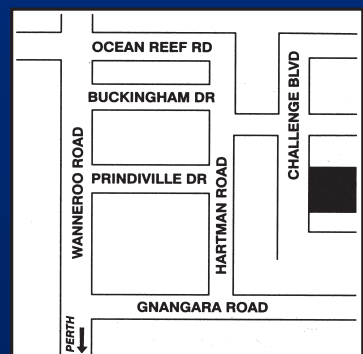 OCEAN REEF RD
BUCKINGHAM DR
CHALLENGE BLVD
WANNEROO ROAD
PRINDIVILLE DR
HARTMAN ROAD
GNANGARA ROAD
PERTH